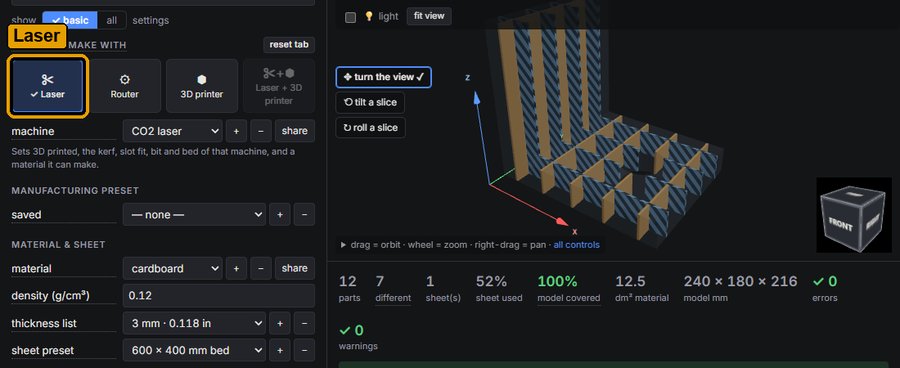 show ✓ basic all settings
Laser
MAKE WITH reset tab
✓ Laser
Router
3D printer
Laser + 3D printer
machine CO2 laser + − share
Sets 3D printed, the kerf, slot fit, bit and bed of that machine, and a
material it can make.
MANUFACTURING PRESET
saved — none — + −
MATERIAL & SHEET
material cardboard + − share
density (g/cm³) 0.12
thickness list 3 mm · 0.118 in + −
sheet preset 600 × 400 mm bed + −
light fit view
✥ turn the view ✓
tilt a slice
↻ roll a slice
z
y
x
FRONT
RIGHT
▶ drag = orbit · wheel = zoom · right-drag = pan · all controls
12 7 1 52% 100% 12.5 240 × 180 × 216 ✓ 0
parts different sheet(s) sheet used model covered dm² material model mm errors
✓ 0
warnings